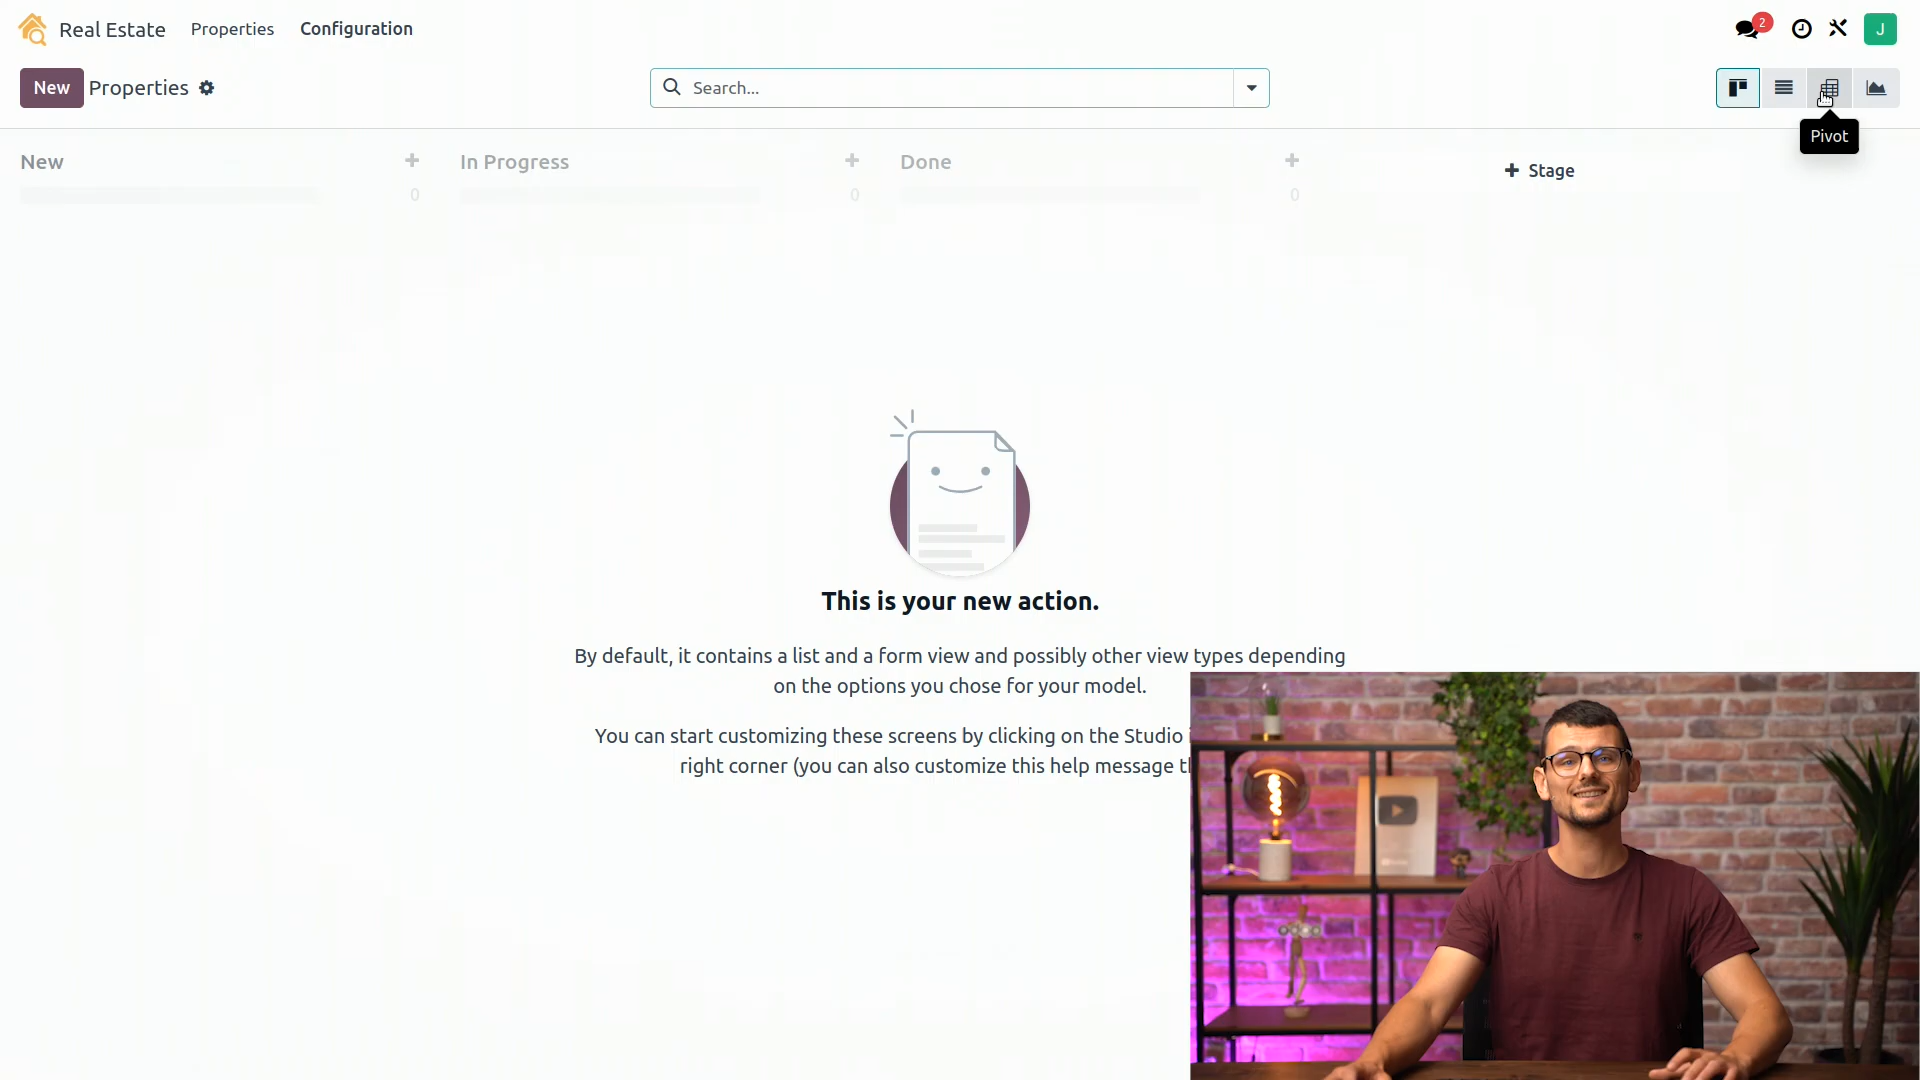 Real Estate Properties Configuration 2 J
New Properties Search...
Pivot
New In Progress Done + Stage
0 0 0
This is your new action.
By default, it contains a list and a form view and possibly other view types depending
on the options you chose for your model.
You can start customizing these screens by clicking on the Studio
right corner (you can also customize this help message